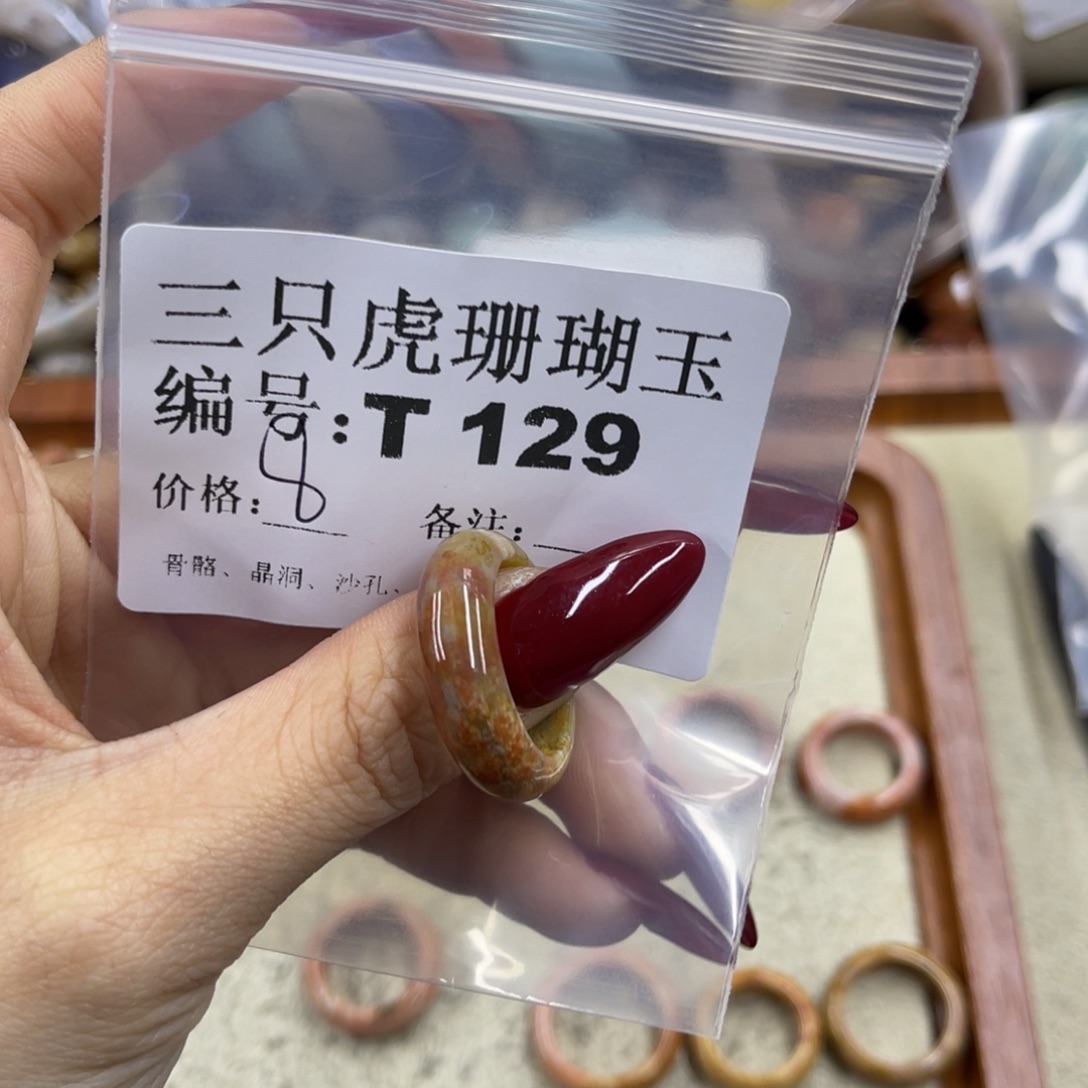 三只虎珊瑚玉
编号:T 129
价格:8 备注:
骨骼、晶洞、沙孔、